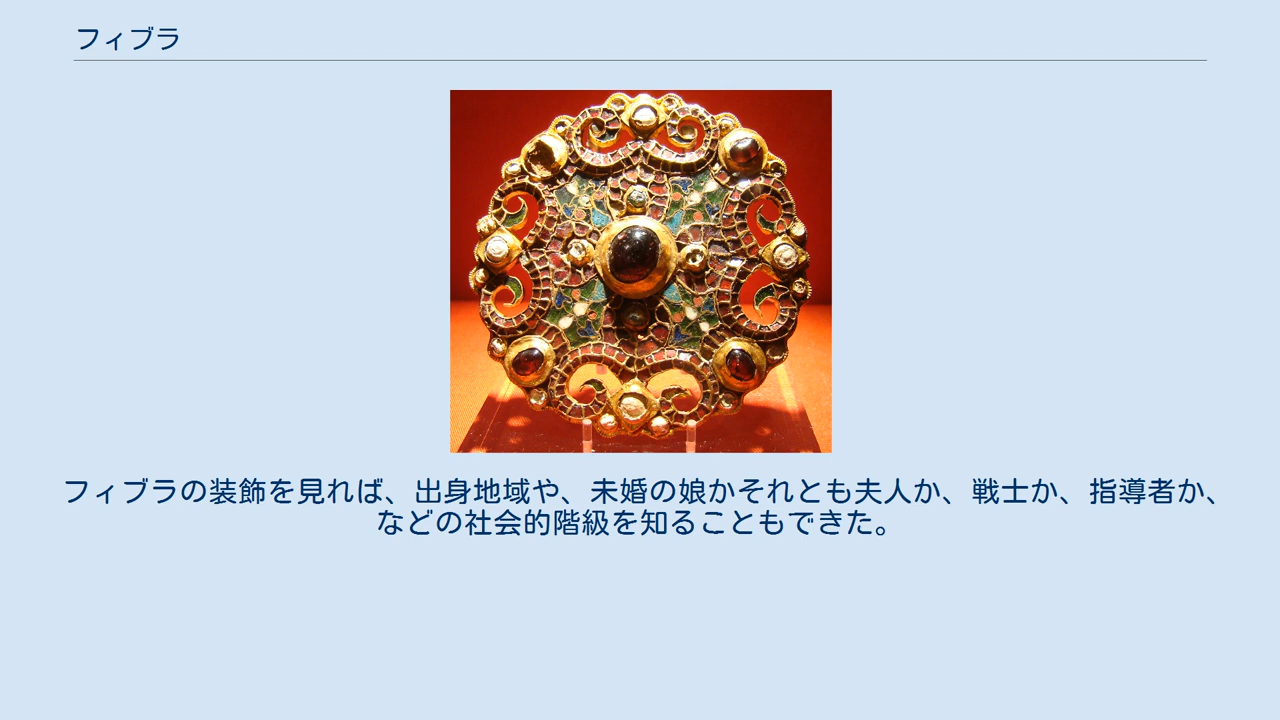 フィブラ
フィブラの装飾を見れば、出身地域や、未婚の娘かそれとも夫人か、戦士か、指導者か、
などの社会的階級を知ることもできた。